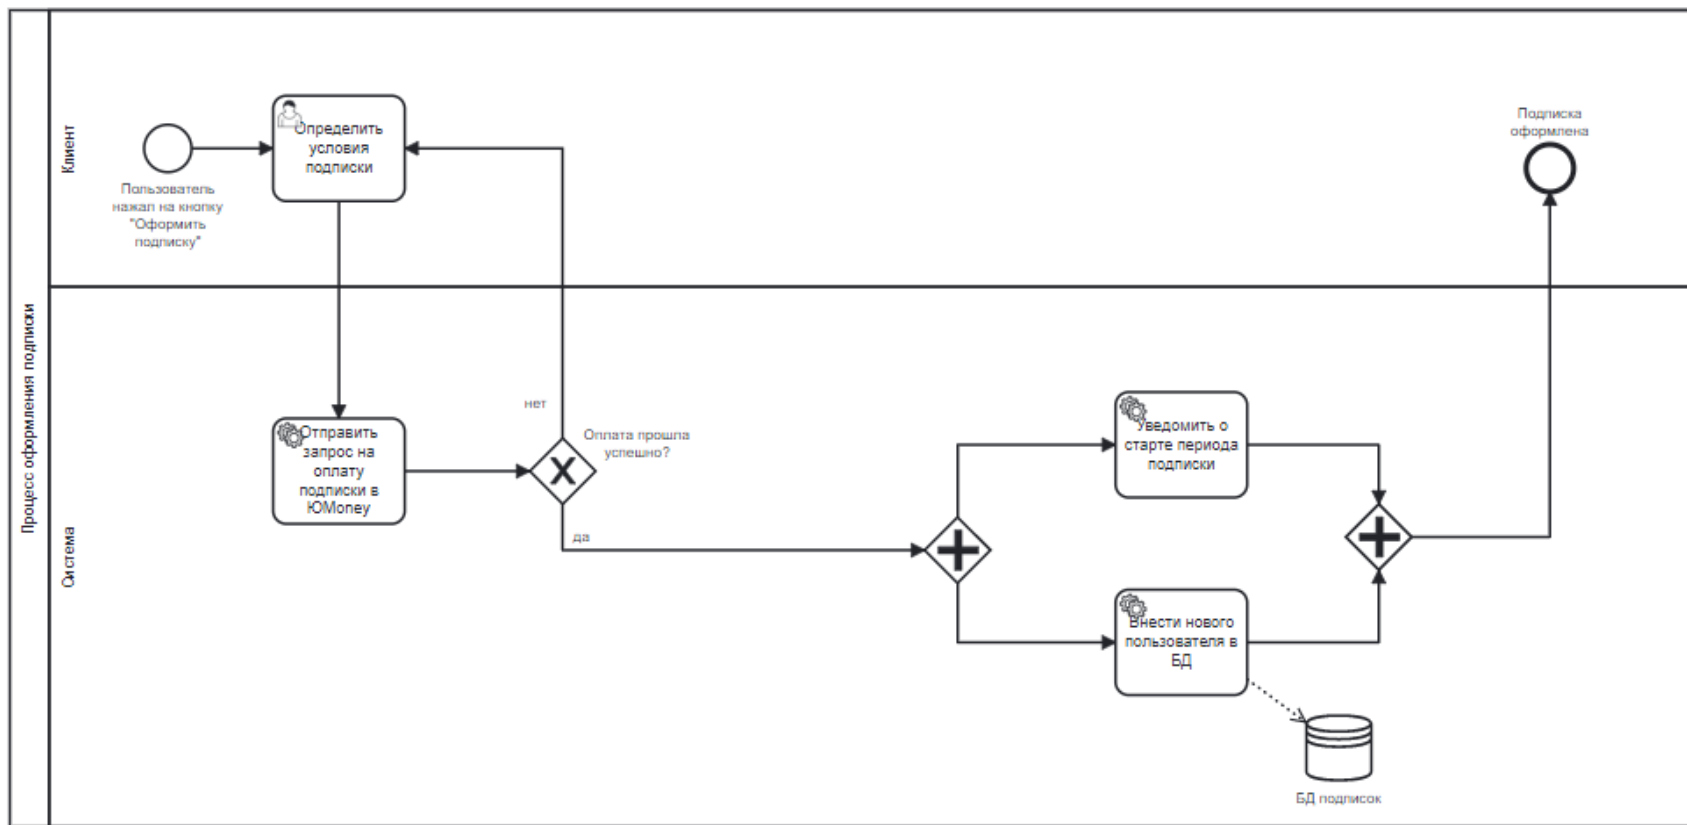 Процесс оформления подписки
Клиент
Пользователь
нажал на кнопку
"Оформить
подписку"
Определить
условия
подписки
Подписка
оформлена
Система
Отправить
запрос на
оплату
подписки в
ЮMoney
нет
Оплата прошла
успешно?
да
Уведомить о
старте периода
подписки
Внести нового
пользователя в
БД
БД подписок